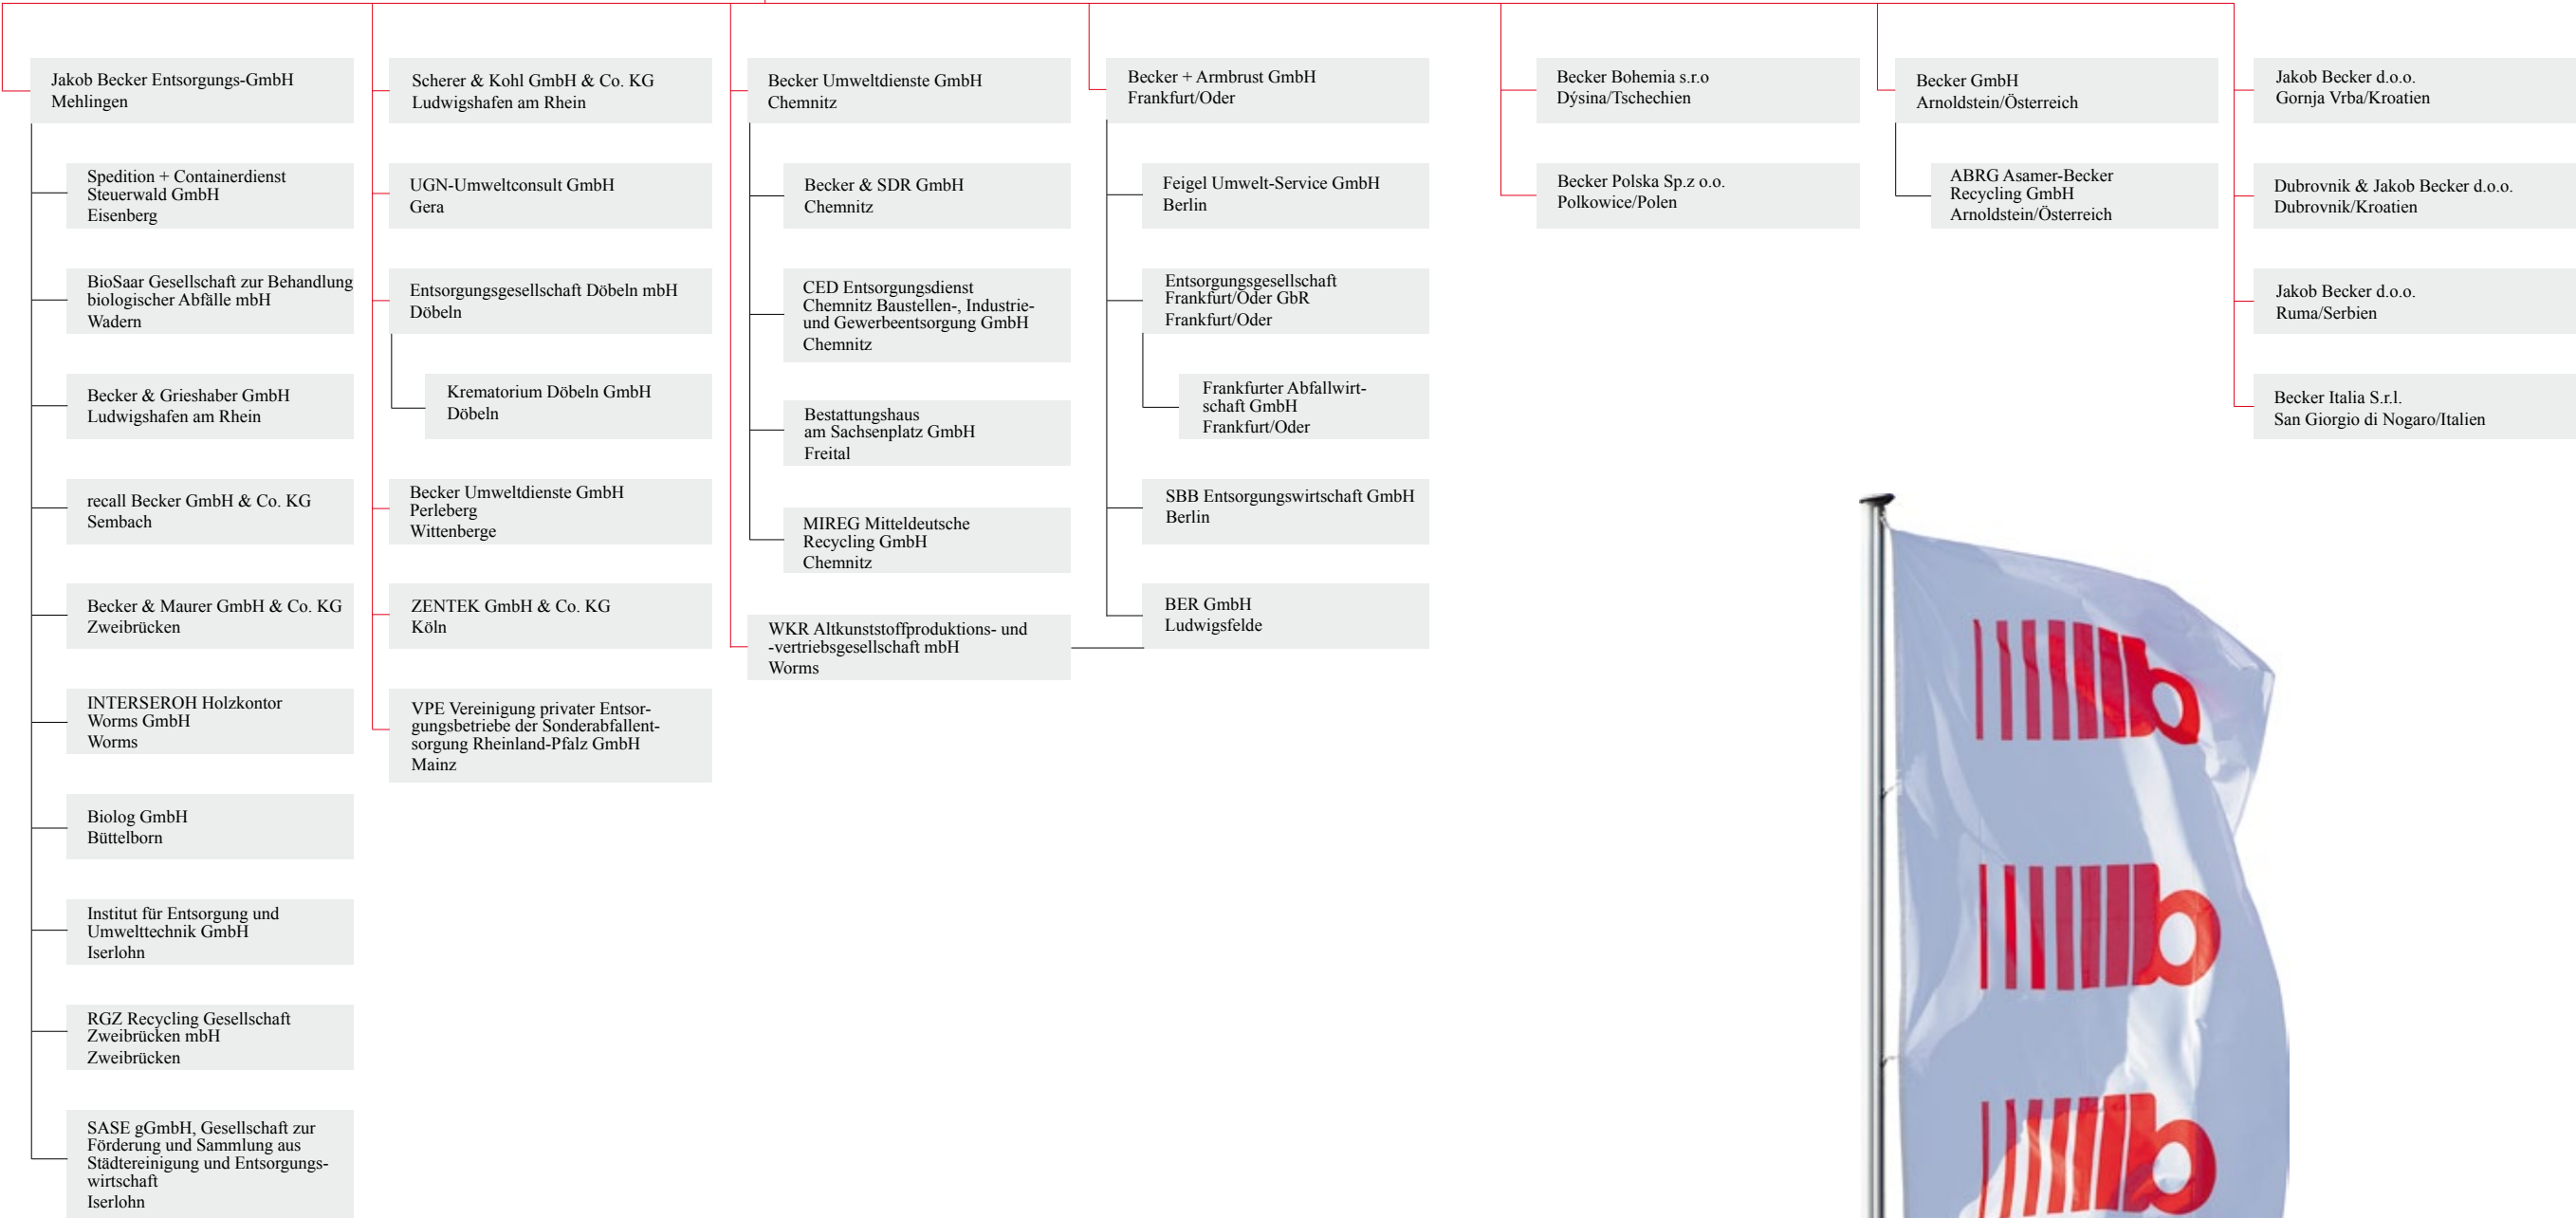 Jakob Becker Entsorgungs-GmbH
Mehlingen
Spedition + Containerdienst
Steuerwald GmbH
Eisenberg
BioSaar Gesellschaft zur Behandlung
biologischer Abfälle mbH
Wadern
Becker & Grieshaber GmbH
Ludwigshafen am Rhein
recall Becker GmbH & Co. KG
Sembach
Becker & Maurer GmbH & Co. KG
Zweibrücken
INTERSEROH Holzkontor
Worms GmbH
Worms
Biolog GmbH
Büttelborn
Institut für Entsorgung und
Umwelttechnik GmbH
Iserlohn
RGZ Recycling Gesellschaft
Zweibrücken mbH
Zweibrücken
SASE gGmbH, Gesellschaft zur
Förderung und Sammlung aus
Städtereinigung und Entsorgungs-
wirtschaft
Iserlohn
Scherer & Kohl GmbH & Co. KG
Ludwigshafen am Rhein
UGN-Umweltconsult GmbH
Gera
Entsorgungsgesellschaft Döbeln mbH
Döbeln
Krematorium Döbeln GmbH
Döbeln
Becker Umweltdienste GmbH
Perleberg
Wittenberge
ZENTEK GmbH & Co. KG
Köln
VPE Vereinigung privater Entsor-
gungsbetriebe der Sonderabfallent-
sorgung Rheinland-Pfalz GmbH
Mainz
Becker Umweltdienste GmbH
Chemnitz
Becker & SDR GmbH
Chemnitz
CED Entsorgungsdienst
Chemnitz Baustellen-, Industrie-
und Gewerbeentsorgung GmbH
Chemnitz
Bestattungshaus
am Sachsenplatz GmbH
Freital
MIREG Mitteldeutsche
Recycling GmbH
Chemnitz
WKR Altkunststoffproduktions- und
-vertriebsgesellschaft mbH
Worms
Becker + Armbrust GmbH
Frankfurt/Oder
Feigel Umwelt-Service GmbH
Berlin
Entsorgungsgesellschaft
Frankfurt/Oder GbR
Frankfurt/Oder
Frankfurter Abfallwirt-
schaft GmbH
Frankfurt/Oder
SBB Entsorgungswirtschaft GmbH
Berlin
BER GmbH
Ludwigsfelde
Becker Bohemia s.r.o
Dýsina/Tschechien
Becker Polska Sp.z o.o.
Polkowice/Polen
Becker GmbH
Arnoldstein/Österreich
ABRG Asamer-Becker
Recycling GmbH
Arnoldstein/Österreich
Jakob Becker d.o.o.
Gornja Vrba/Kroatien
Dubrovnik & Jakob Becker d.o.o.
Dubrovnik/Kroatien
Jakob Becker d.o.o.
Ruma/Serbien
Becker Italia S.r.l.
San Giorgio di Nogaro/Italien
b
b
b